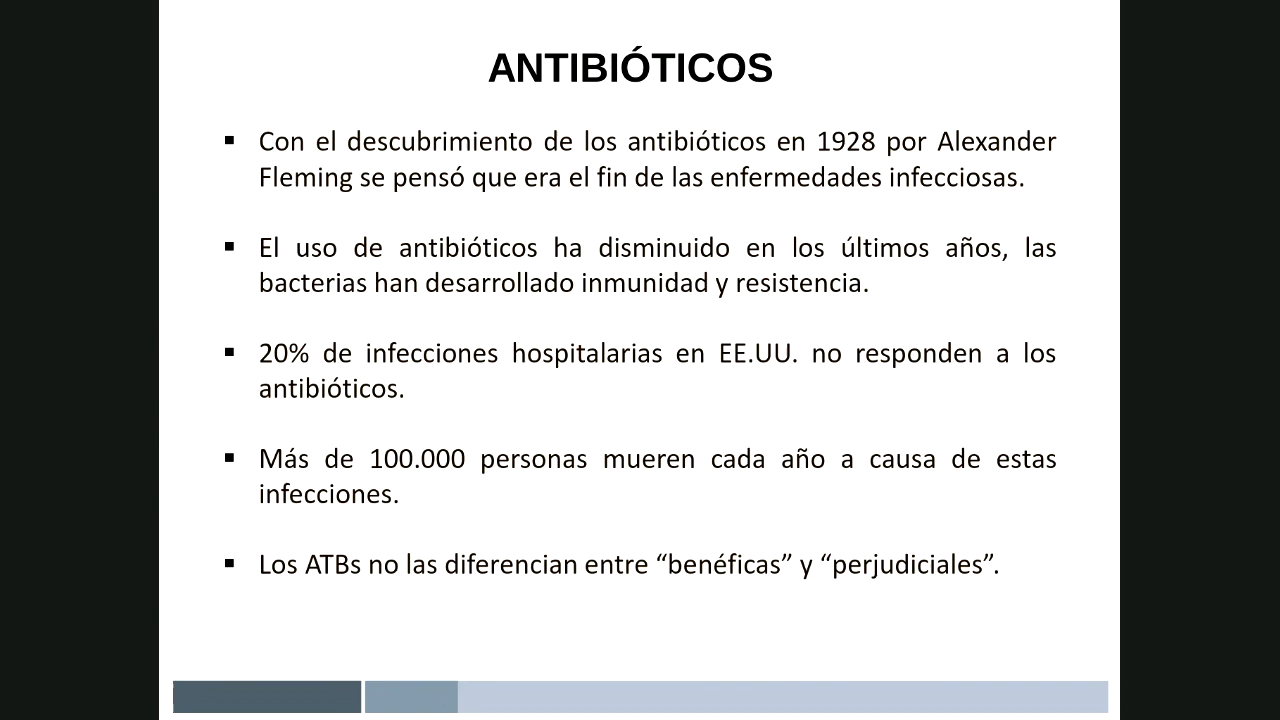 ANTIBIÓTICOS
▪ Con el descubrimiento de los antibióticos en 1928 por Alexander
Fleming se pensó que era el fin de las enfermedades infecciosas.
▪ El uso de antibióticos ha disminuido en los últimos años, las
bacterias han desarrollado inmunidad y resistencia.
▪ 20% de infecciones hospitalarias en EE.UU. no responden a los
antibióticos.
▪ Más de 100.000 personas mueren cada año a causa de estas
infecciones.
▪ Los ATBs no las diferencian entre “benéficas” y “perjudiciales”.